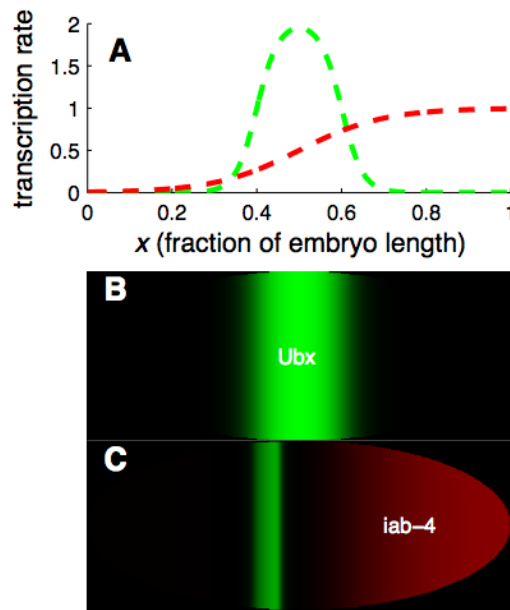 A
transcription rate
2
1.5
1
0.5
0
0 0.2 0.4 0.6 0.8 1
x (fraction of embryo length)
B
Ubx
C
iab-4